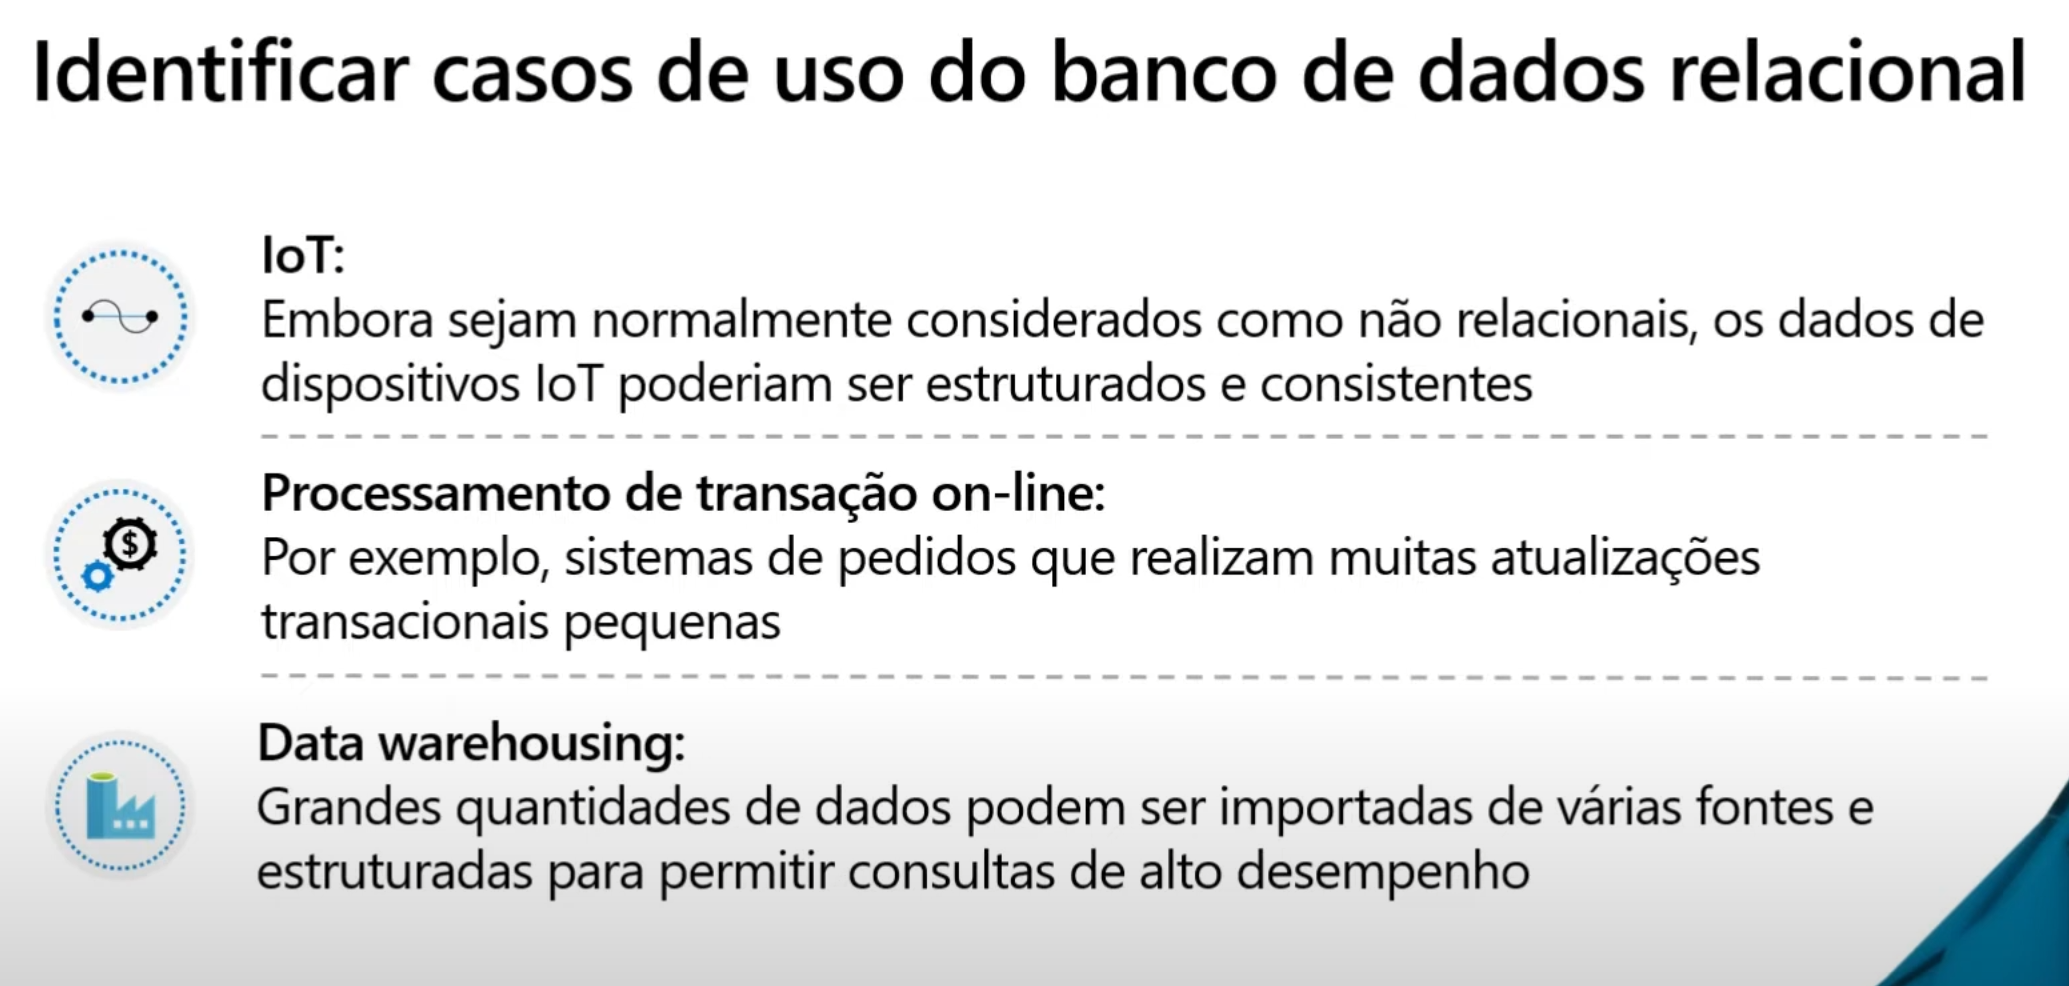 Identificar casos de uso do banco de dados relacional
IoT:
Embora sejam normalmente considerados como não relacionais, os dados de
dispositivos IoT poderiam ser estruturados e consistentes
$
Processamento de transação on-line:
Por exemplo, sistemas de pedidos que realizam muitas atualizações
transacionais pequenas
Data warehousing:
Grandes quantidades de dados podem ser importadas de várias fontes e
estruturadas para permitir consultas de alto desempenho